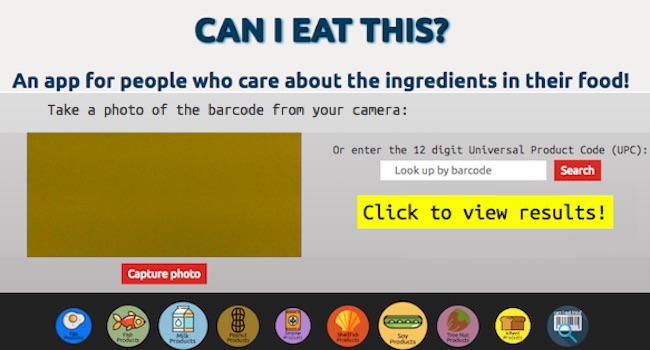 CAN I EAT THIS?
An app for people who care about the ingredients in their food!
Take a photo of the barcode from your camera:
Or enter the 12 digit Universal Product Code (UPC):
Look up by barcode
Search
Click to view results!
Capture photo
Egg
Products
Fish
Products
Milk
Products
Peanut
Products
Products
Shellfish
Products
Soy
Products
Tree Nut
Products
Wheat
Products